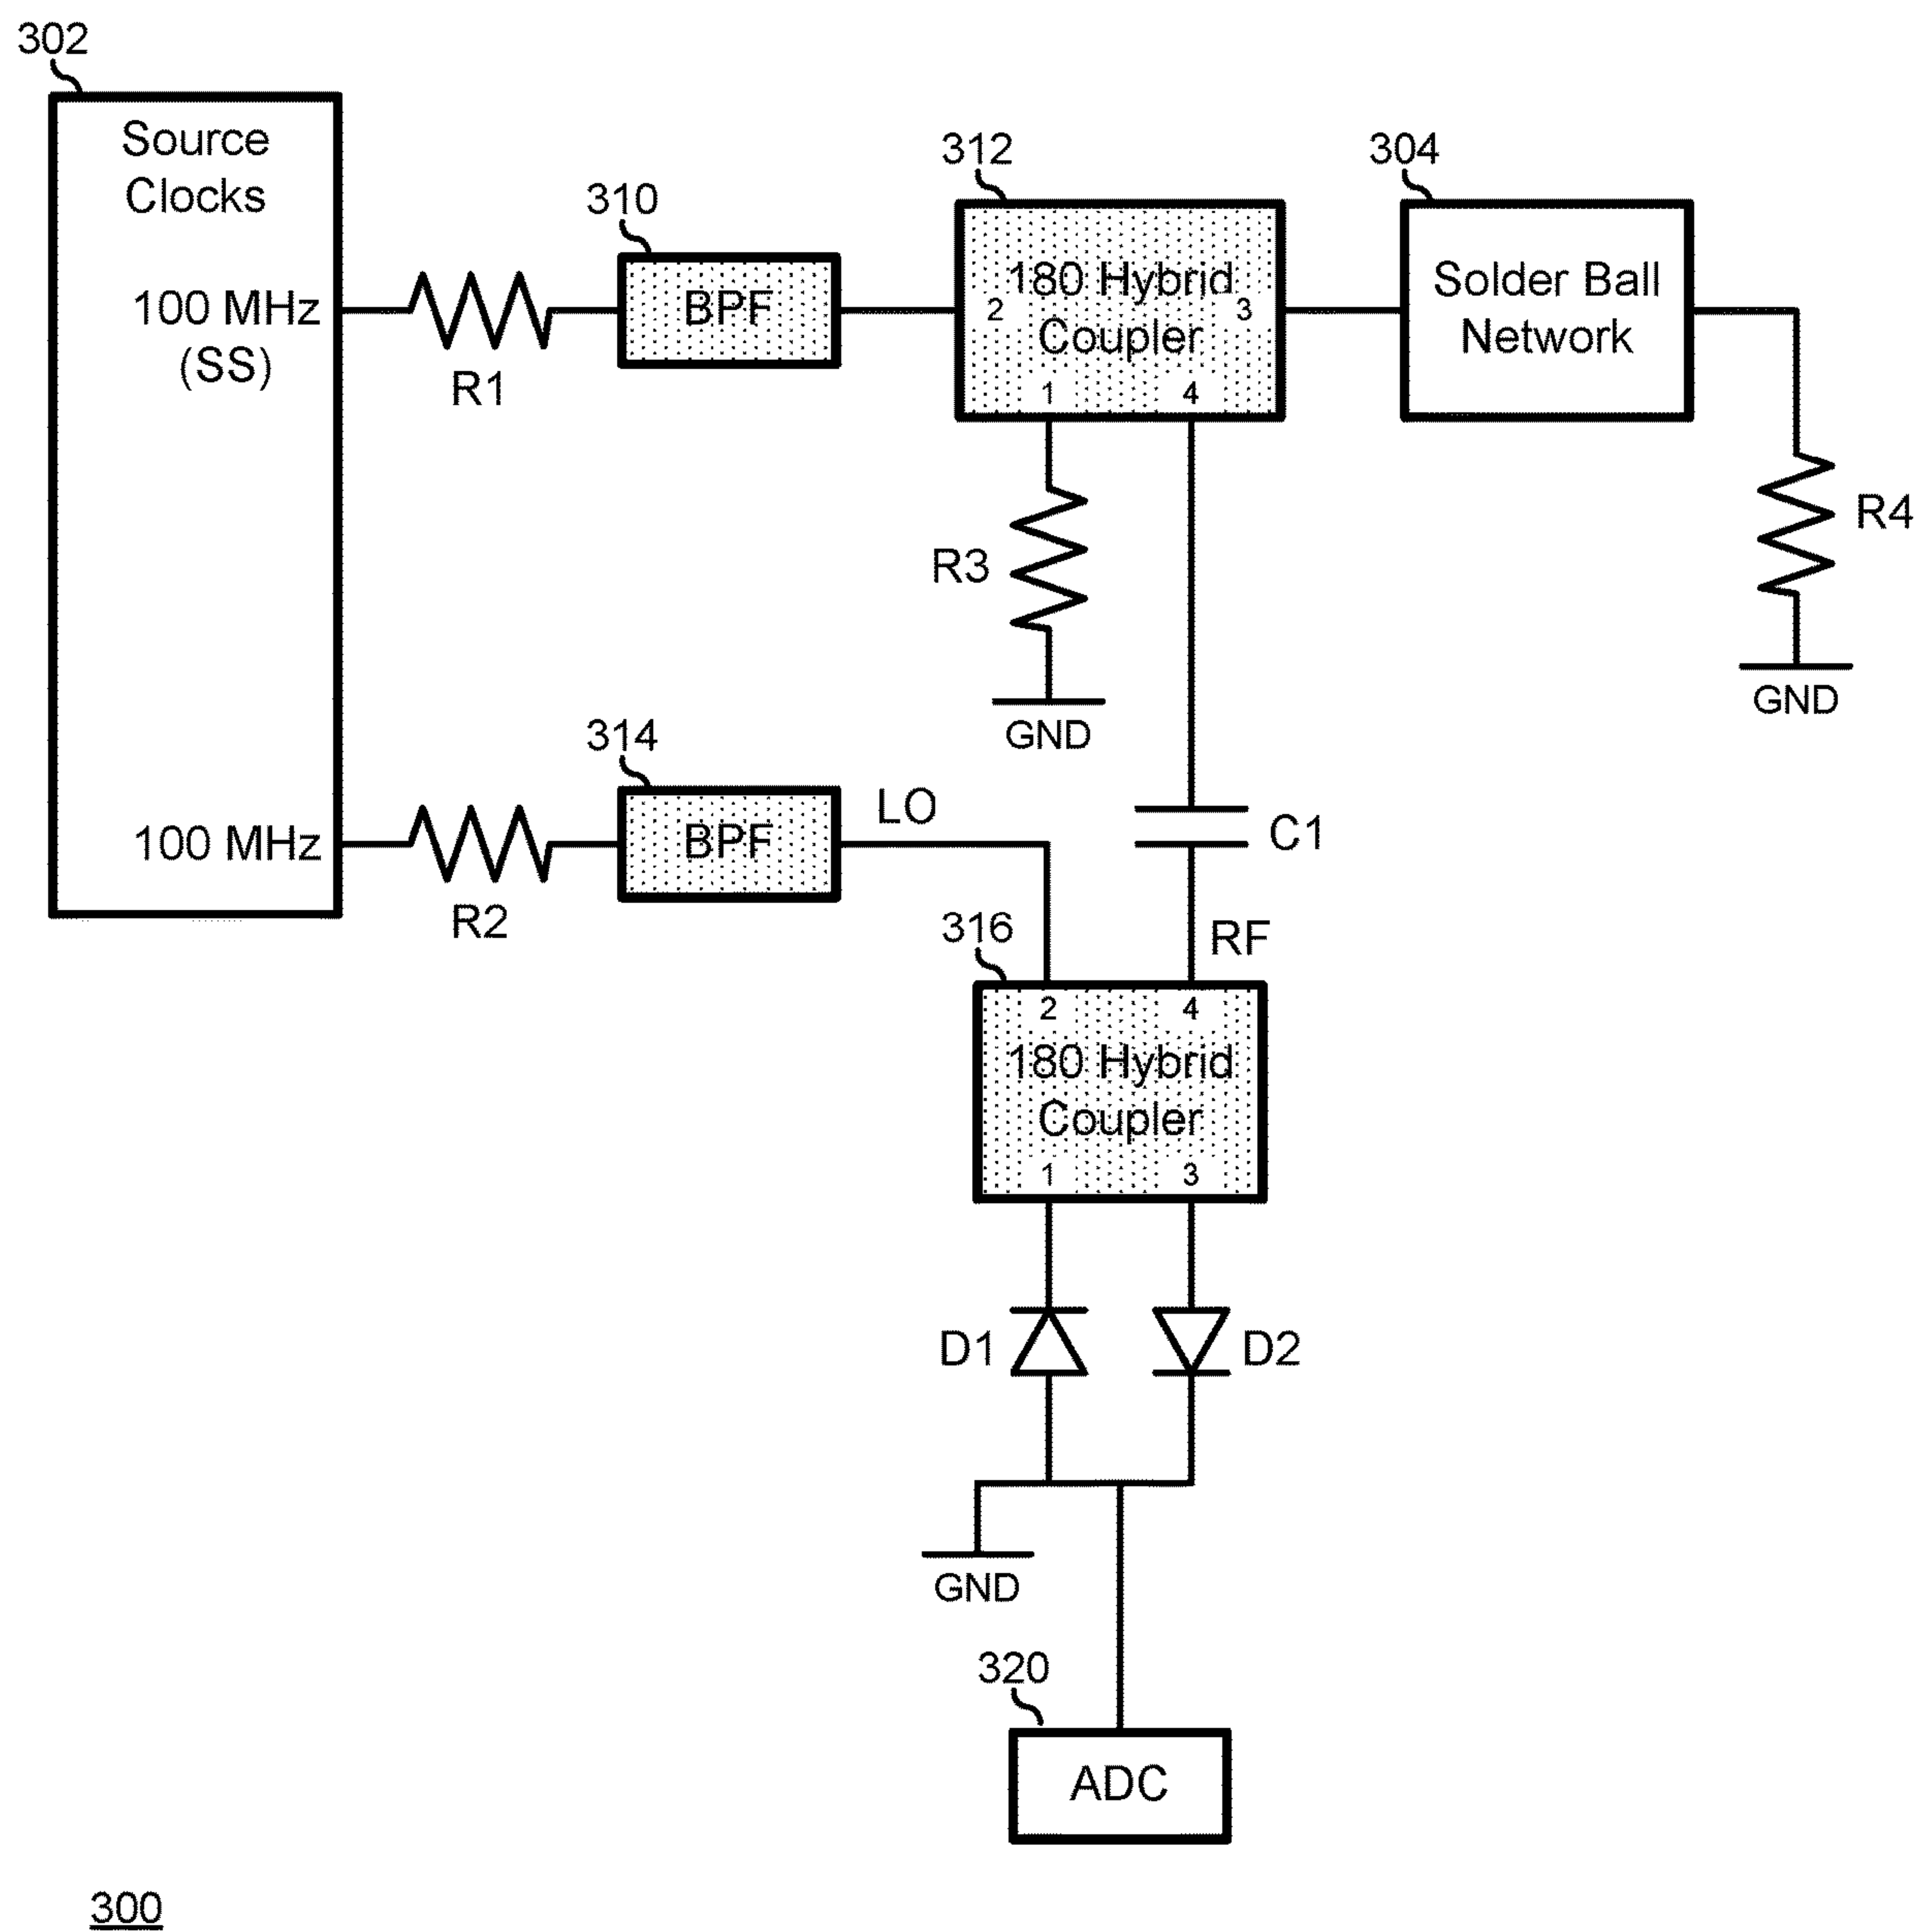 302
Source
Clocks
100 MHz
(SS)
R1
310
BPF
312
180 Hybrid
Coupler
2
3
1
4
304
Solder Ball
Network
R4
GND
R3
GND
100 MHz
R2
314
BPF
LO
C1
RF
316
2
4
180 Hybrid
Coupler
1
3
D1
D2
GND
320
ADC
300